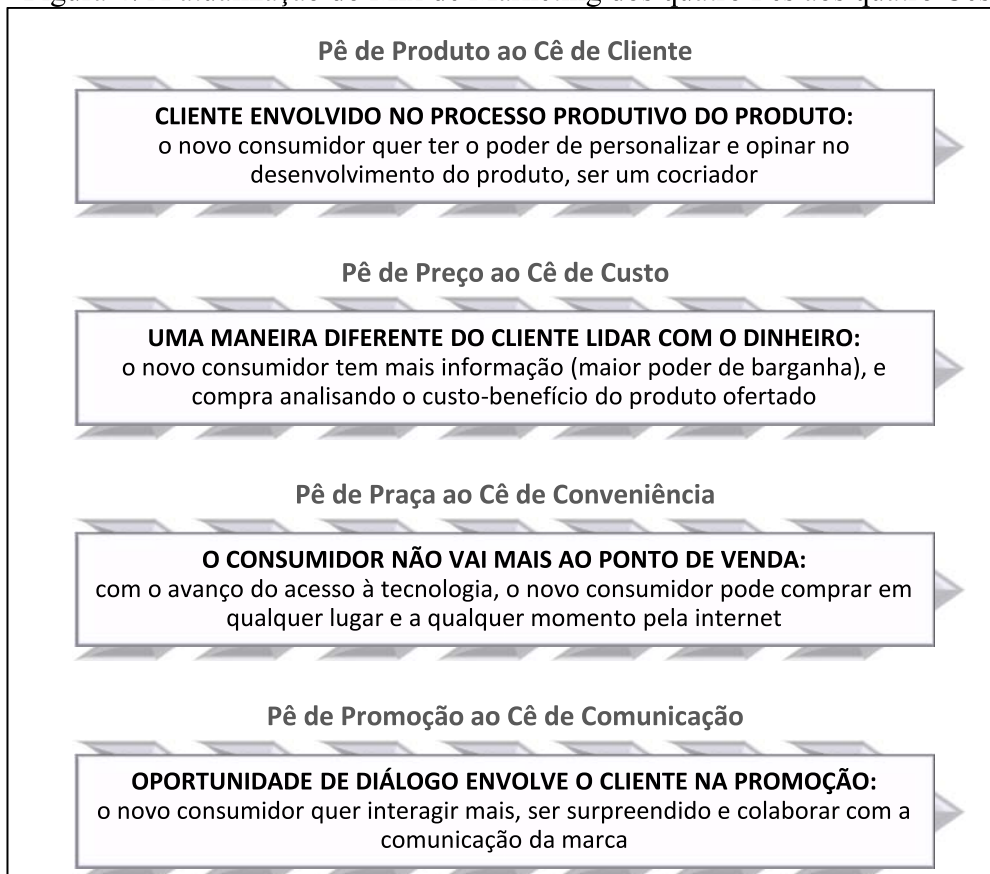 Pê de Produto ao Cê de Cliente
CLIENTE ENVOLVIDO NO PROCESSO PRODUTIVO DO PRODUTO:
o novo consumidor quer ter o poder de personalizar e opinar no
desenvolvimento do produto, ser um cocriador
Pê de Preço ao Cê de Custo
UMA MANEIRA DIFERENTE DO CLIENTE LIDAR COM O DINHEIRO:
o novo consumidor tem mais informação (maior poder de barganha), e
compra analisando o custo-benefício do produto ofertado
Pê de Praça ao Cê de Conveniência
O CONSUMIDOR NÃO VAI MAIS AO PONTO DE VENDA:
com o avanço do acesso à tecnologia, o novo consumidor pode comprar em
qualquer lugar e a qualquer momento pela internet
Pê de Promoção ao Cê de Comunicação
OPORTUNIDADE DE DIÁLOGO ENVOLVE O CLIENTE NA PROMOÇÃO:
o novo consumidor quer interagir mais, ser surpreendido e colaborar com a
comunicação da marca